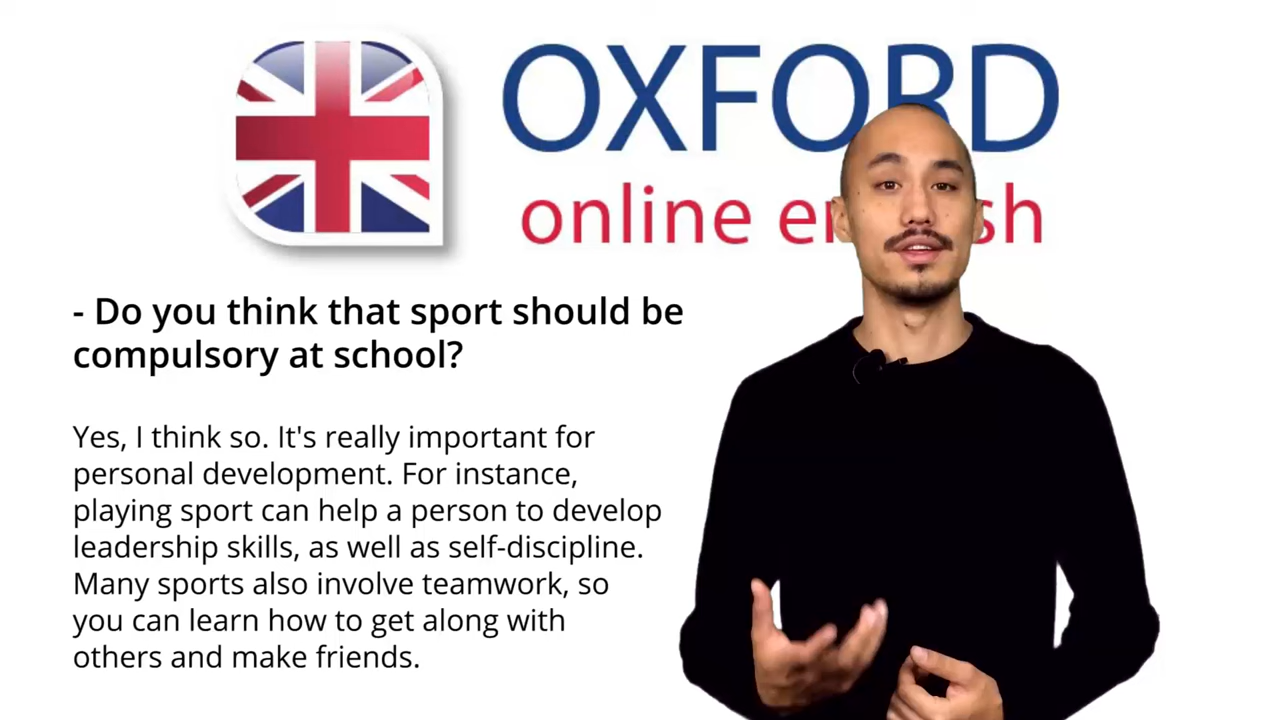 OXFORD
online english
- Do you think that sport should be
compulsory at school?
Yes, I think so. It's really important for
personal development. For instance,
playing sport can help a person to develop
leadership skills, as well as self-discipline.
Many sports also involve teamwork, so
you can learn how to get along with
others and make friends.